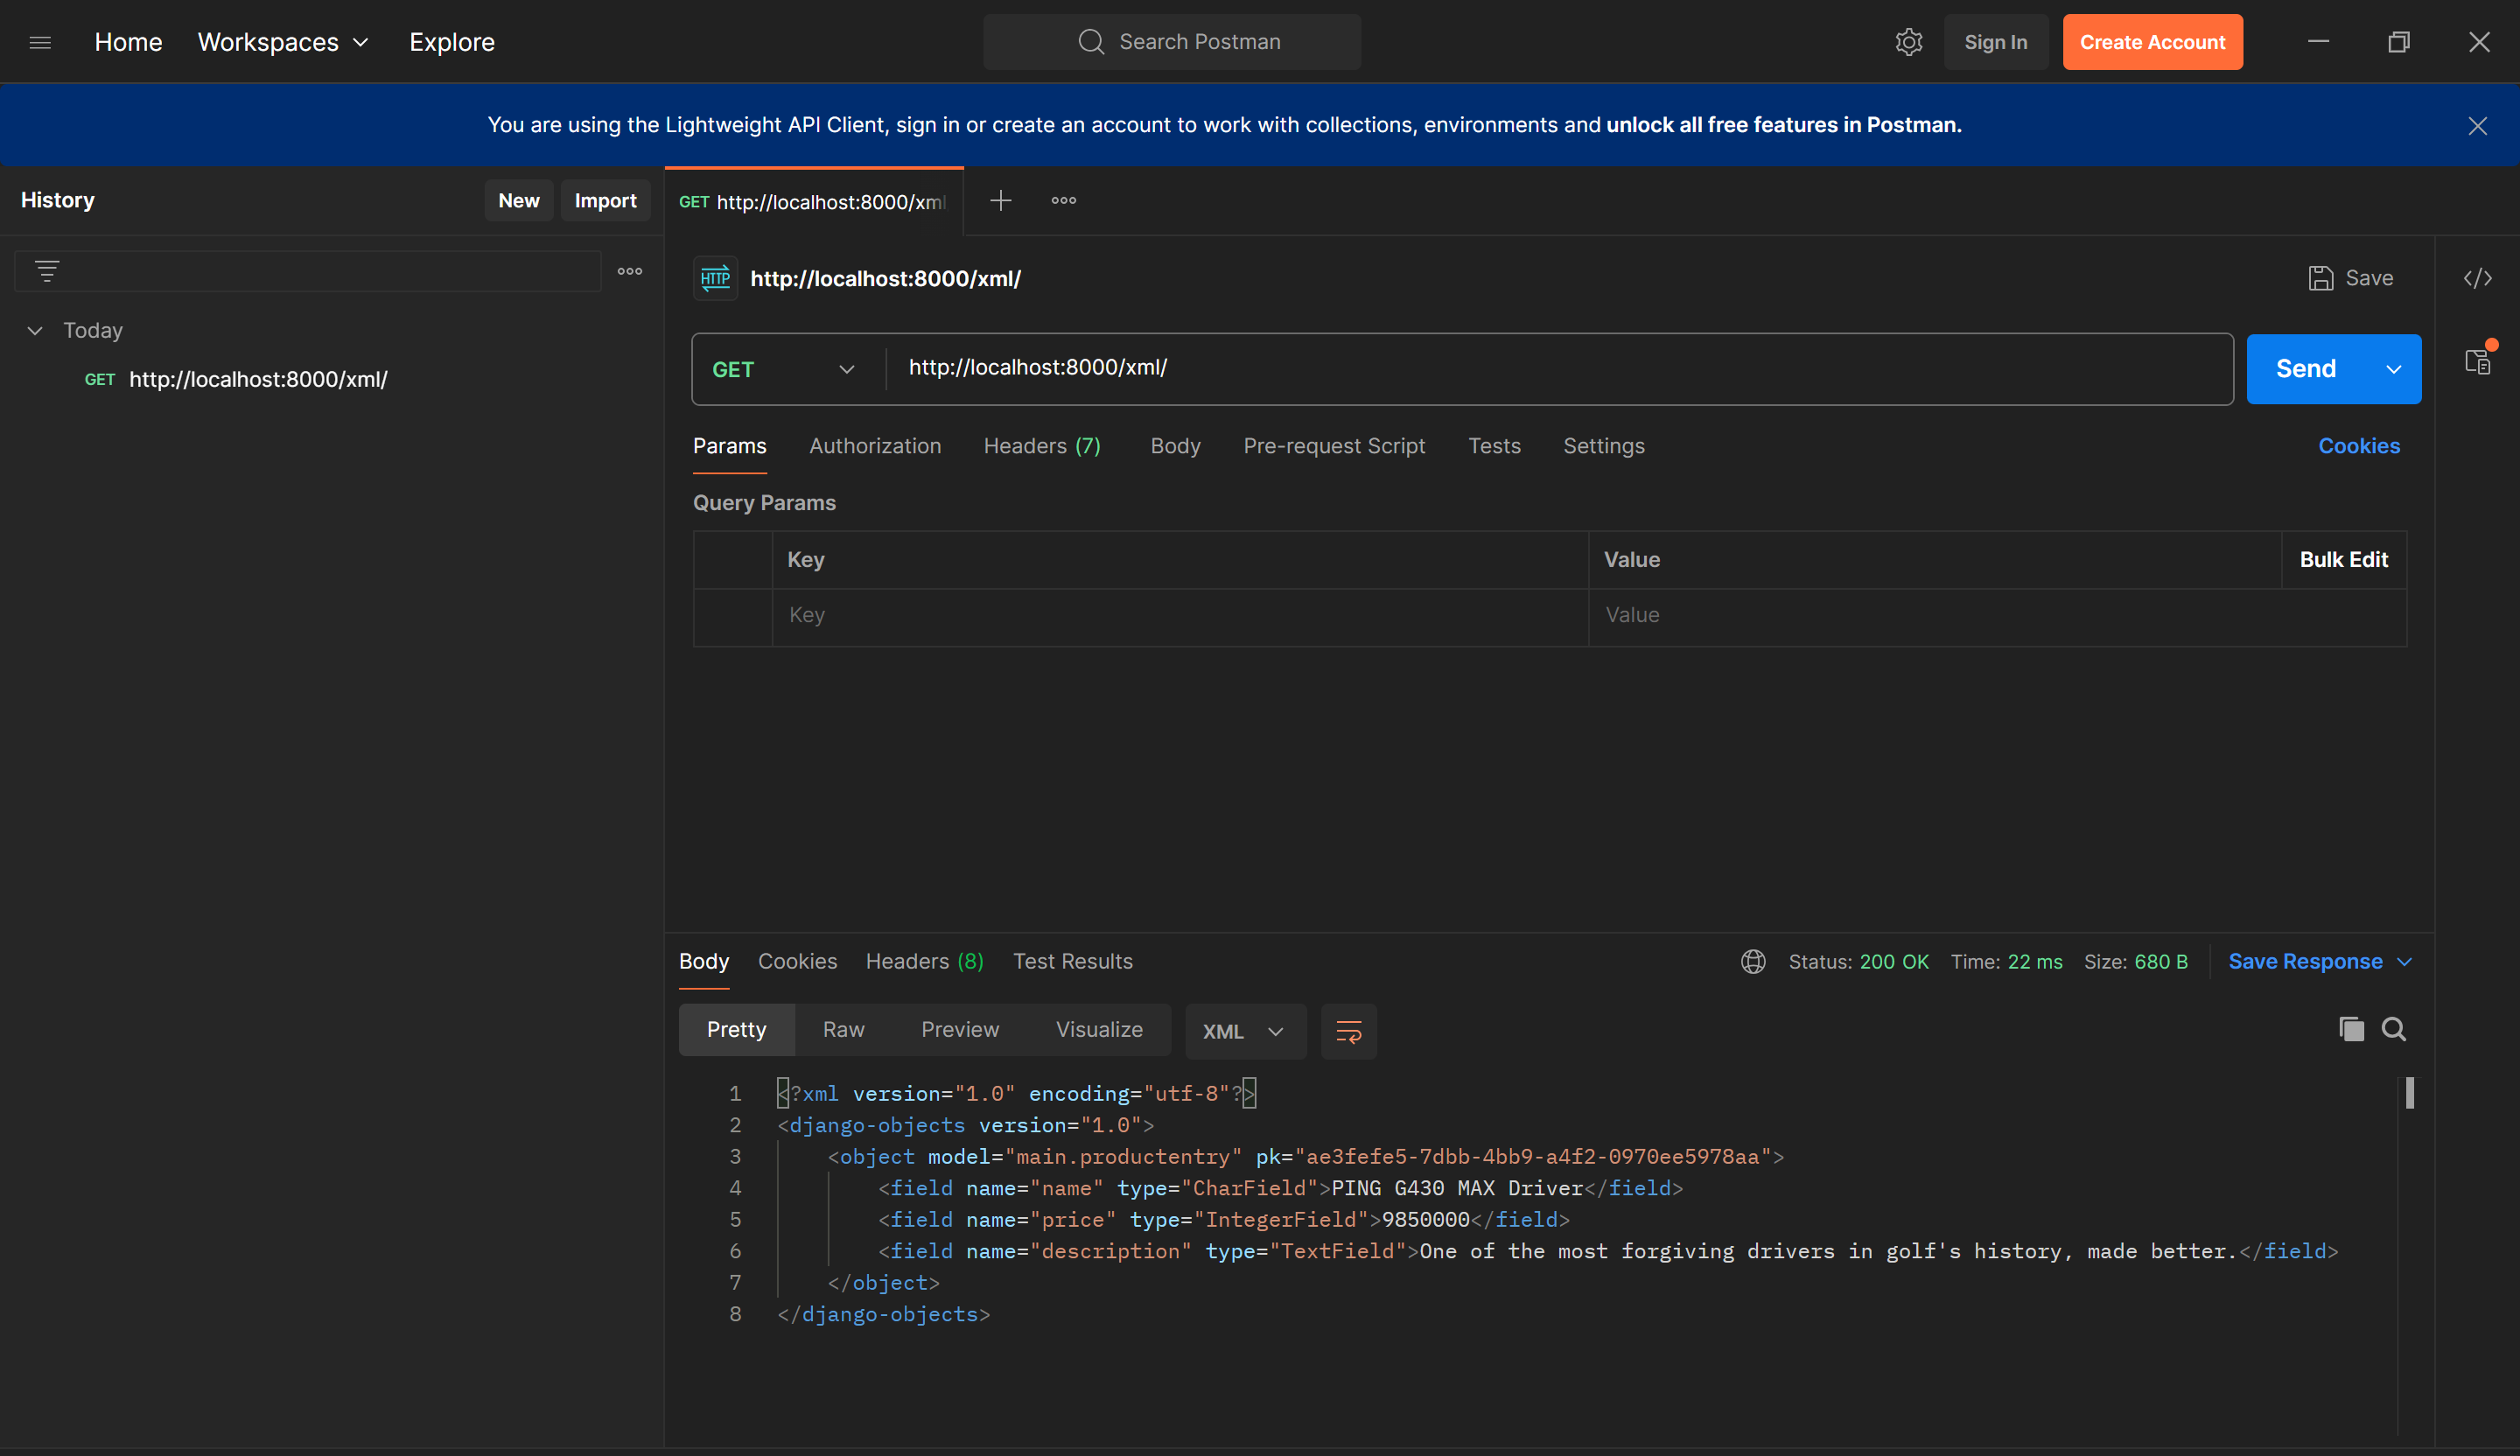 Home Workspaces Explore Search Postman Sign In Create Account
You are using the Lightweight API Client, sign in or create an account to work with collections, environments and unlock all free features in Postman.
History New Import
GET http://localhost:8000/xml
Today
GET http://localhost:8000/xml/
HTTP http://localhost:8000/xml/ Save
GET http://localhost:8000/xml/ Send
Params Authorization Headers (7) Body Pre-request Script Tests Settings Cookies
Query Params
Key Value Bulk Edit
Key Value
Body Cookies Headers (8) Test Results Status: 200 OK Time: 22 ms Size: 680 B Save Response
Pretty Raw Preview Visualize XML
1 <?xml version="1.0" encoding="utf-8"?>
2 <django-objects version="1.0">
3 <object model="main.productentry" pk="ae3fefe5-7dbb-4bb9-a4f2-0970ee5978aa">
4 <field name="name" type="CharField">PING G430 MAX Driver</field>
5 <field name="price" type="IntegerField">9850000</field>
6 <field name="description" type="TextField">One of the most forgiving drivers in golf's history, made better.</field>
7 </object>
8 </django-objects>